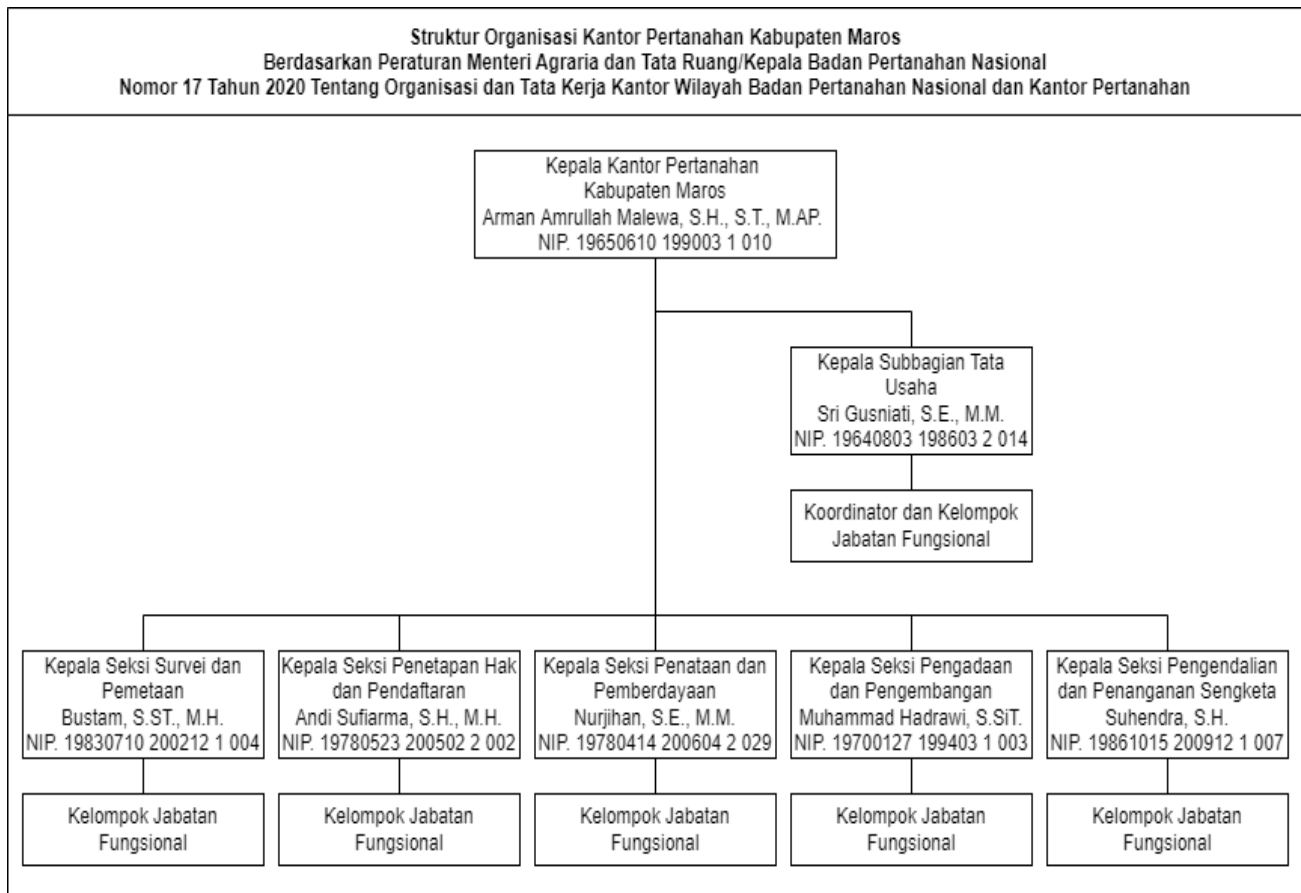 Struktur Organisasi Kantor Pertanahan Kabupaten Maros
Berdasarkan Peraturan Menteri Agraria dan Tata Ruang/Kepala Badan Pertanahan Nasional
Nomor 17 Tahun 2020 Tentang Organisasi dan Tata Kerja Kantor Wilayah Badan Pertanahan Nasional dan Kantor Pertanahan
Kepala Kantor Pertanahan
Kabupaten Maros
Arman Amrullah Malewa, S.H., S.T., M.AP.
NIP. 19650610 199003 1 010
Kepala Subbagian Tata
Usaha
Sri Gusniati, S.E., M.M.
NIP. 19640803 198603 2 014
Koordinator dan Kelompok
Jabatan Fungsional
Kepala Seksi Survei dan
Pemetaan
Bustam, S.ST., M.H.
NIP. 19830710 200212 1 004
Kepala Seksi Penetapan Hak
dan Pendaftaran
Andi Sufiarma, S.H., M.H.
NIP. 19780523 200502 2 002
Kepala Seksi Penataan dan
Pemberdayaan
Nurjihan, S.E., M.M.
NIP. 19780414 200604 2 029
Kepala Seksi Pengadaan
dan Pengembangan
Muhammad Hadrawi, S.SiT.
NIP. 19700127 199403 1 003
Kepala Seksi Pengendalian
dan Penanganan Sengketa
Suhendra, S.H.
NIP. 19861015 200912 1 007
Kelompok Jabatan
Fungsional
Kelompok Jabatan
Fungsional
Kelompok Jabatan
Fungsional
Kelompok Jabatan
Fungsional
Kelompok Jabatan
Fungsional